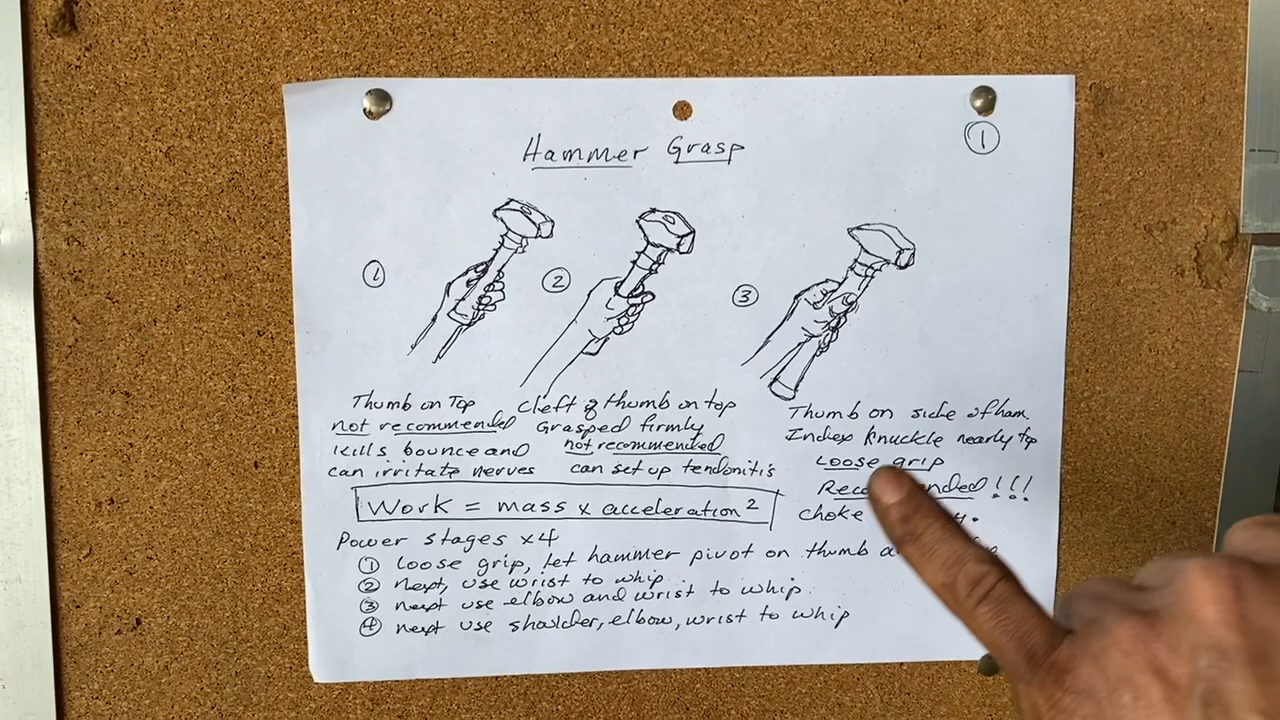 ①
Hammer Grasp
① ② ③
Thumb on Top
not recommended
kills bounce and
can irritate nerves
Cleft of thumb on top
Grasped firmly
not recommended
can set up tendonitis
Thumb on side of ham
Index knuckle nearly top
Loose grip
Recommended!!!
choke
Work = mass x acceleration²
Power stages x4
① loose grip, let hammer pivot on thumb
② next, use wrist to whip
③ next use elbow and wrist to whip.
④ next use shoulder, elbow, wrist to whip